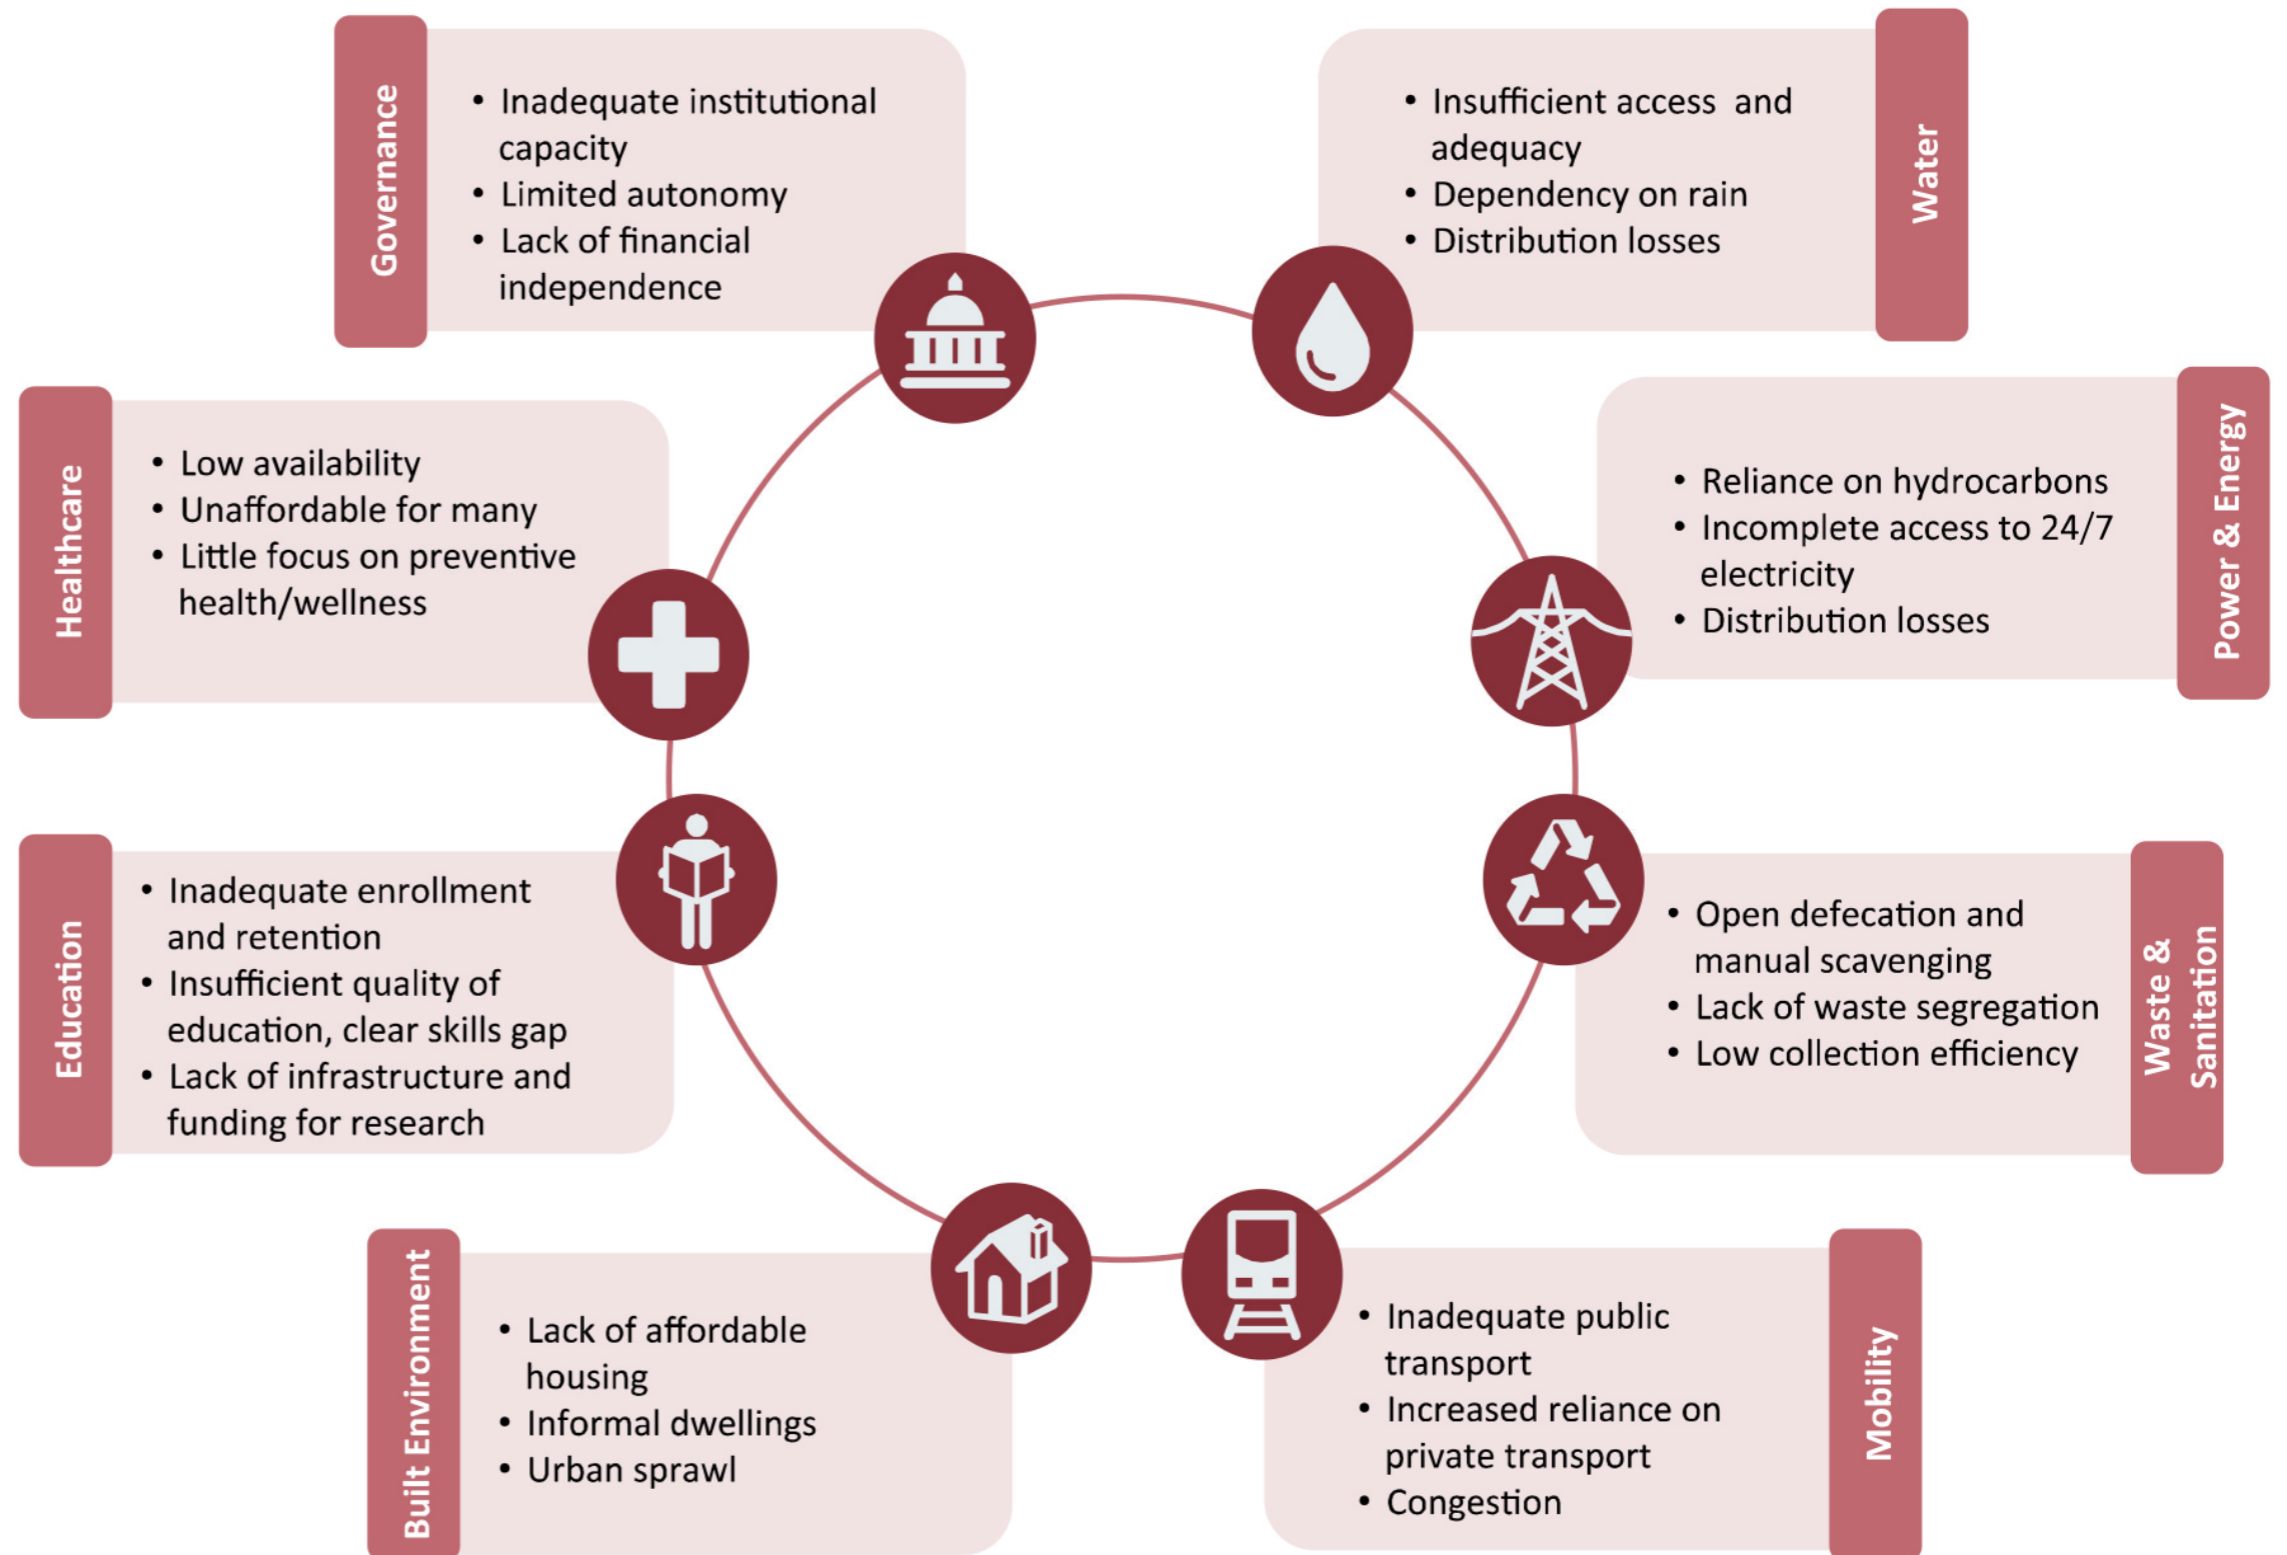 Governance
• Inadequate institutional
capacity
• Limited autonomy
• Lack of financial
independence
Water
• Insufficient access and
adequacy
• Dependency on rain
• Distribution losses
Healthcare
• Low availability
• Unaffordable for many
• Little focus on preventive
health/wellness
Power & Energy
• Reliance on hydrocarbons
• Incomplete access to 24/7
electricity
• Distribution losses
Education
• Inadequate enrollment
and retention
• Insufficient quality of
education, clear skills gap
• Lack of infrastructure and
funding for research
Waste &
Sanitation
• Open defecation and
manual scavenging
• Lack of waste segregation
• Low collection efficiency
Built Environment
• Lack of affordable
housing
• Informal dwellings
• Urban sprawl
Mobility
• Inadequate public
transport
• Increased reliance on
private transport
• Congestion